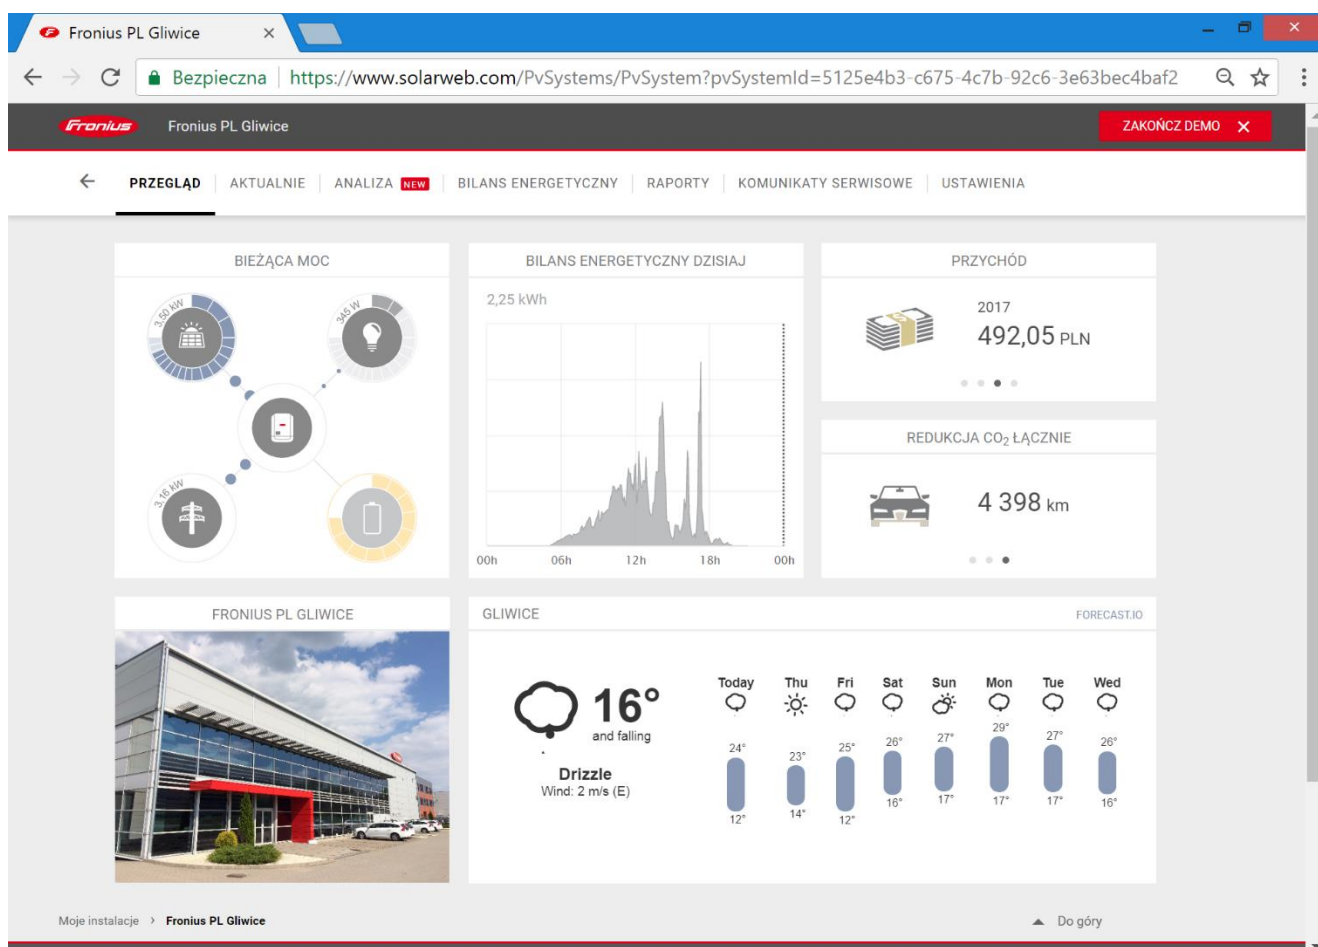 Fronius PL Gliwice
Bezpieczna https://www.solarweb.com/PvSystems/PvSystem?pvSystemId=5125e4b3-c675-4c7b-92c6-3e63bec4baf2
Fronius Fronius PL Gliwice ZAKOŃCZ DEMO
PRZEGLĄD AKTUALNIE ANALIZA NEW BILANS ENERGETYCZNY RAPORTY KOMUNIKATY SERWISOWE USTAWIENIA
BIEŻĄCA MOC
3,50 kW
345 W
3,16 kW
BILANS ENERGETYCZNY DZISIAJ
2,25 kWh
00h 06h 12h 18h 00h
PRZYCHÓD
2017
492,05 PLN
REDUKCJA CO₂ ŁĄCZNIE
4 398 km
FRONIUS PL GLIWICE
GLIWICE FORECAST.IO
16°
and falling
Drizzle
Wind: 2 m/s (E)
Today Thu Fri Sat Sun Mon Tue Wed
24° 23° 25° 26° 27° 29° 27° 26°
12° 14° 12° 16° 17° 17° 17° 16°
Moje instalacje > Fronius PL Gliwice Do góry